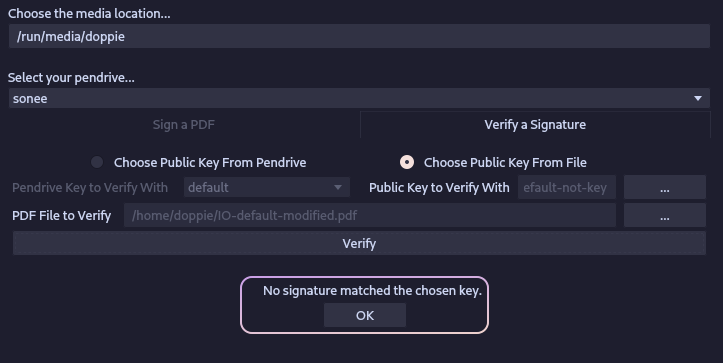 Choose the media location...
/run/media/doppie
Select your pendrive...
sonee
Sign a PDF Verify a Signature
Choose Public Key From Pendrive Choose Public Key From File
Pendrive Key to Verify With default Public Key to Verify With efault-not-key ...
PDF File to Verify /home/doppie/IO-default-modified.pdf ...
Verify
No signature matched the chosen key.
OK